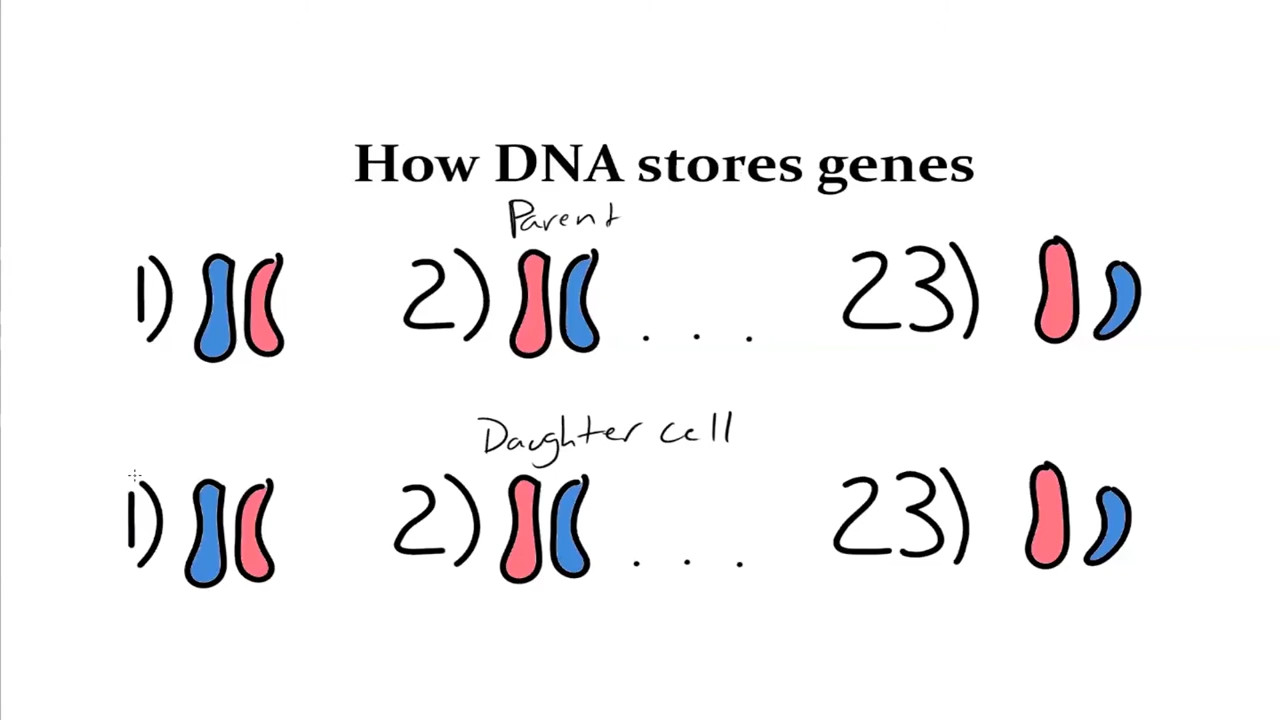 How DNA stores genes
Parent
1) 2) . . . 23)
Daughter cell
1) 2) . . . 23)